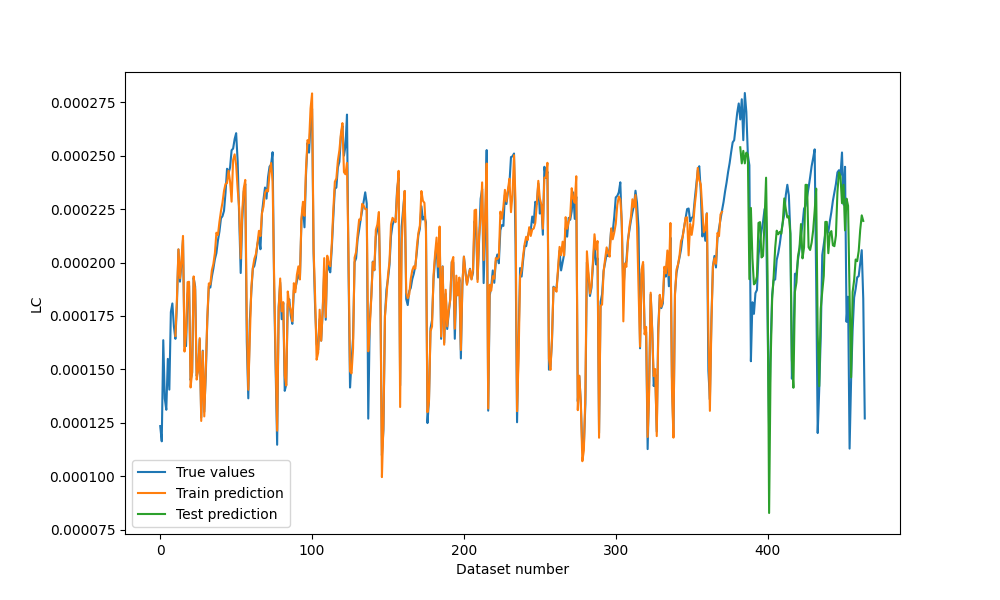 0.000275
0.000250
0.000225
0.000200
0.000175
0.000150
0.000125
0.000100
0.000075
LC
True values
Train prediction
Test prediction
0 100 200 300 400
Dataset number